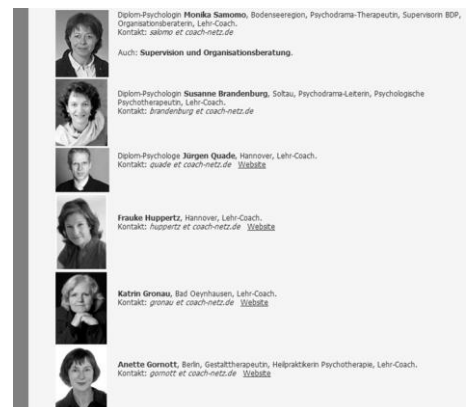 Diplom-Psychologin Monika Samomo, Bodenseeregion, Psychodrama-Therapeutin, Supervisorin BDP,
Organisationsberaterin, Lehr-Coach.
Kontakt: sabmo et coach-netz.de
Auch: Supervision und Organisationsberatung.
Diplom-Psychologin Susanne Brandenburg, Soltau, Psychodrama-Leiterin, Psychologische
Psychotherapeutin, Lehr-Coach.
Kontakt: brandenburg et coach-netz.de
Diplom-Psychologe Jürgen Quade, Hannover, Lehr-Coach.
Kontakt: quade et coach-netz.de Website
Frauke Huppertz, Hannover, Lehr-Coach.
Kontakt: huppertz et coach-netz.de Website
Katrin Gronau, Bad Oeynhausen, Lehr-Coach.
Kontakt: gronau et coach-netz.de Website
Anette Gornott, Berlin, Gestalttherapeutin, Heilpraktikerin Psychotherapie, Lehr-Coach.
Kontakt: gornott et coach-netz.de Website